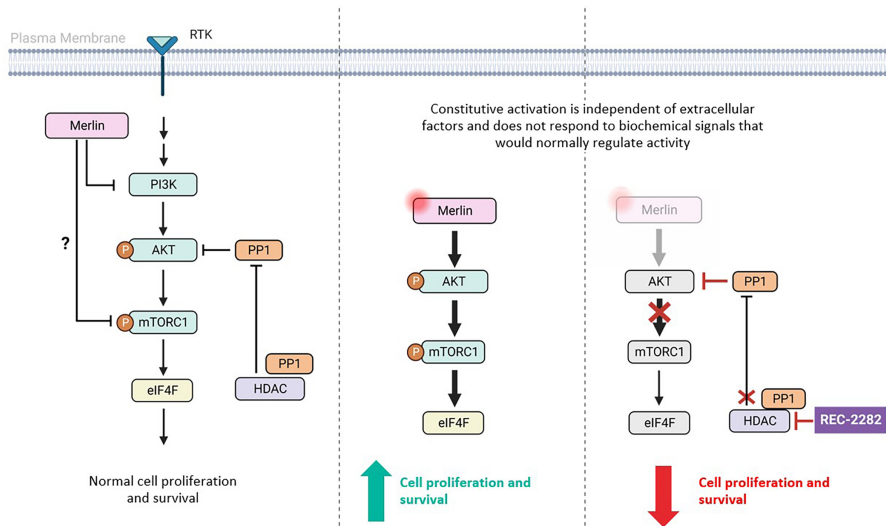 Plasma Membrane
RTK
Merlin
PI3K
?
P
AKT
PP1
P
mTORC1
PP1
HDAC
eIF4F
Normal cell proliferation
and survival
Constitutive activation is independent of extracellular
factors and does not respond to biochemical signals that
would normally regulate activity
Merlin
P
AKT
P
mTORC1
eIF4F
Cell proliferation and
survival
Merlin
AKT
PP1
mTORC1
PP1
HDAC
REC-2282
eIF4F
Cell proliferation and
survival